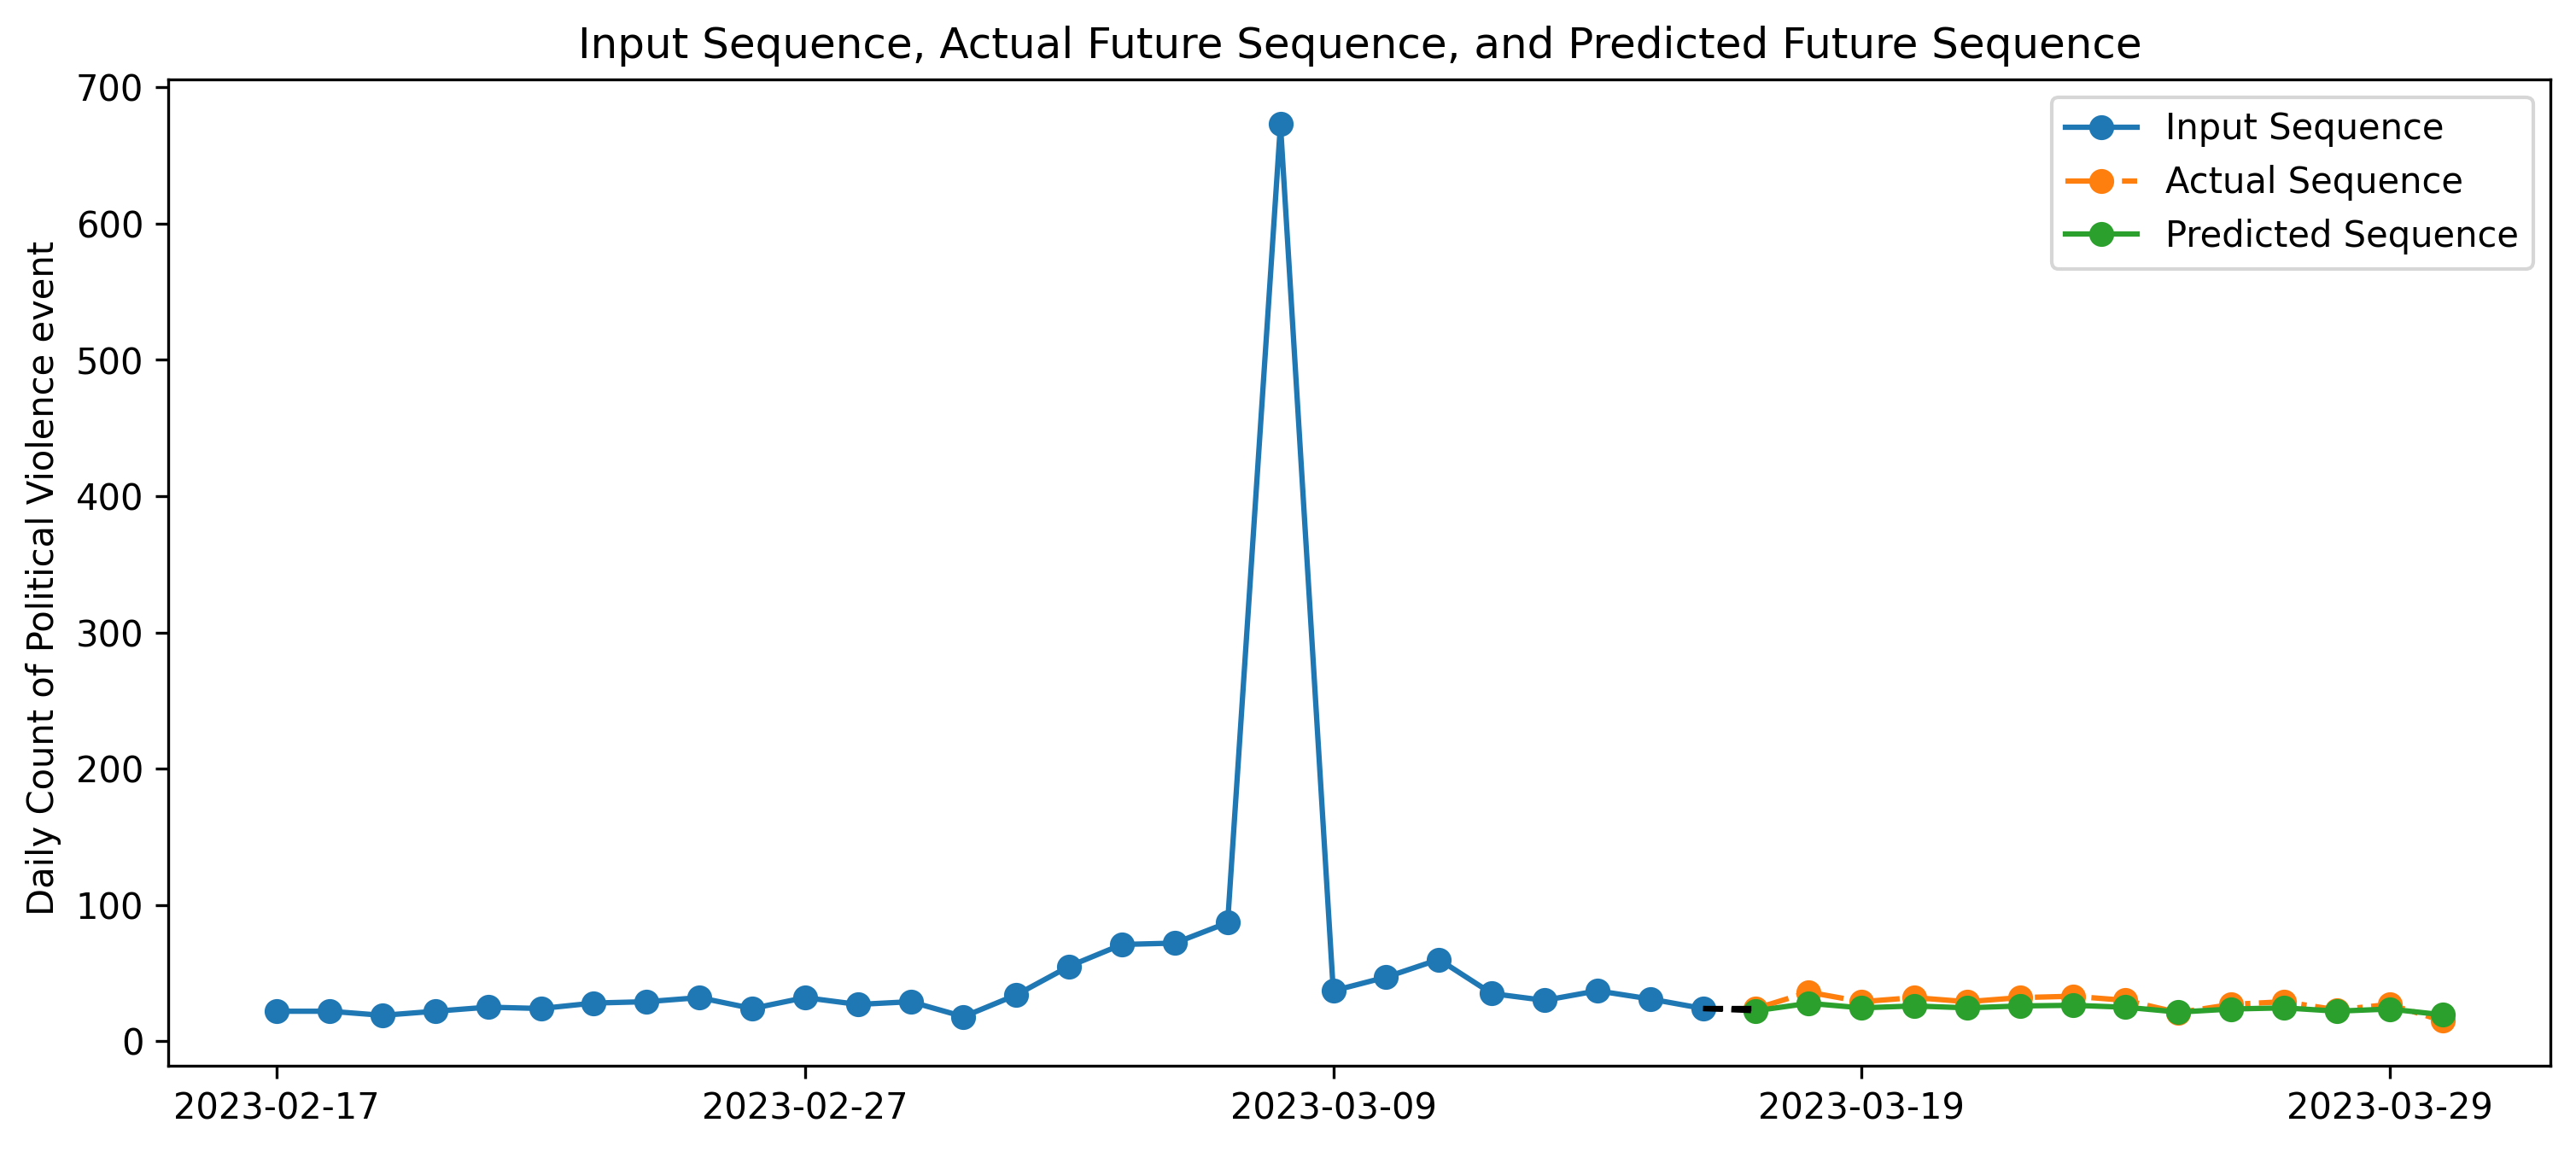 Input Sequence, Actual Future Sequence, and Predicted Future Sequence
Daily Count of Political Violence event
700
600
500
400
300
200
100
0
Input Sequence
Actual Sequence
Predicted Sequence
2023-02-17
2023-02-27
2023-03-09
2023-03-19
2023-03-29